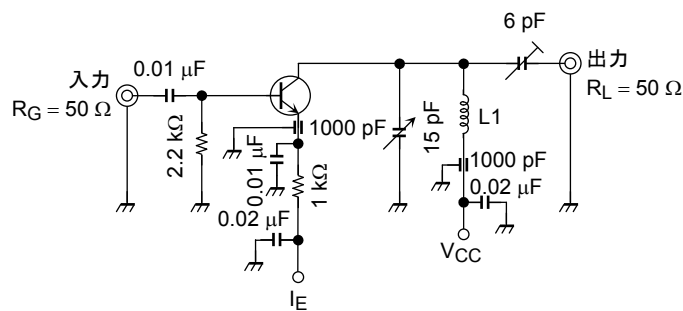 6 pF
入力
0.01 μF
出力
R_G = 50 Ω
R_L = 50 Ω
1000 pF
15 pF
L1
2.2 kΩ
0.01 μF
1 kΩ
1000 pF
0.02 μF
0.02 μF
V_CC
I_E